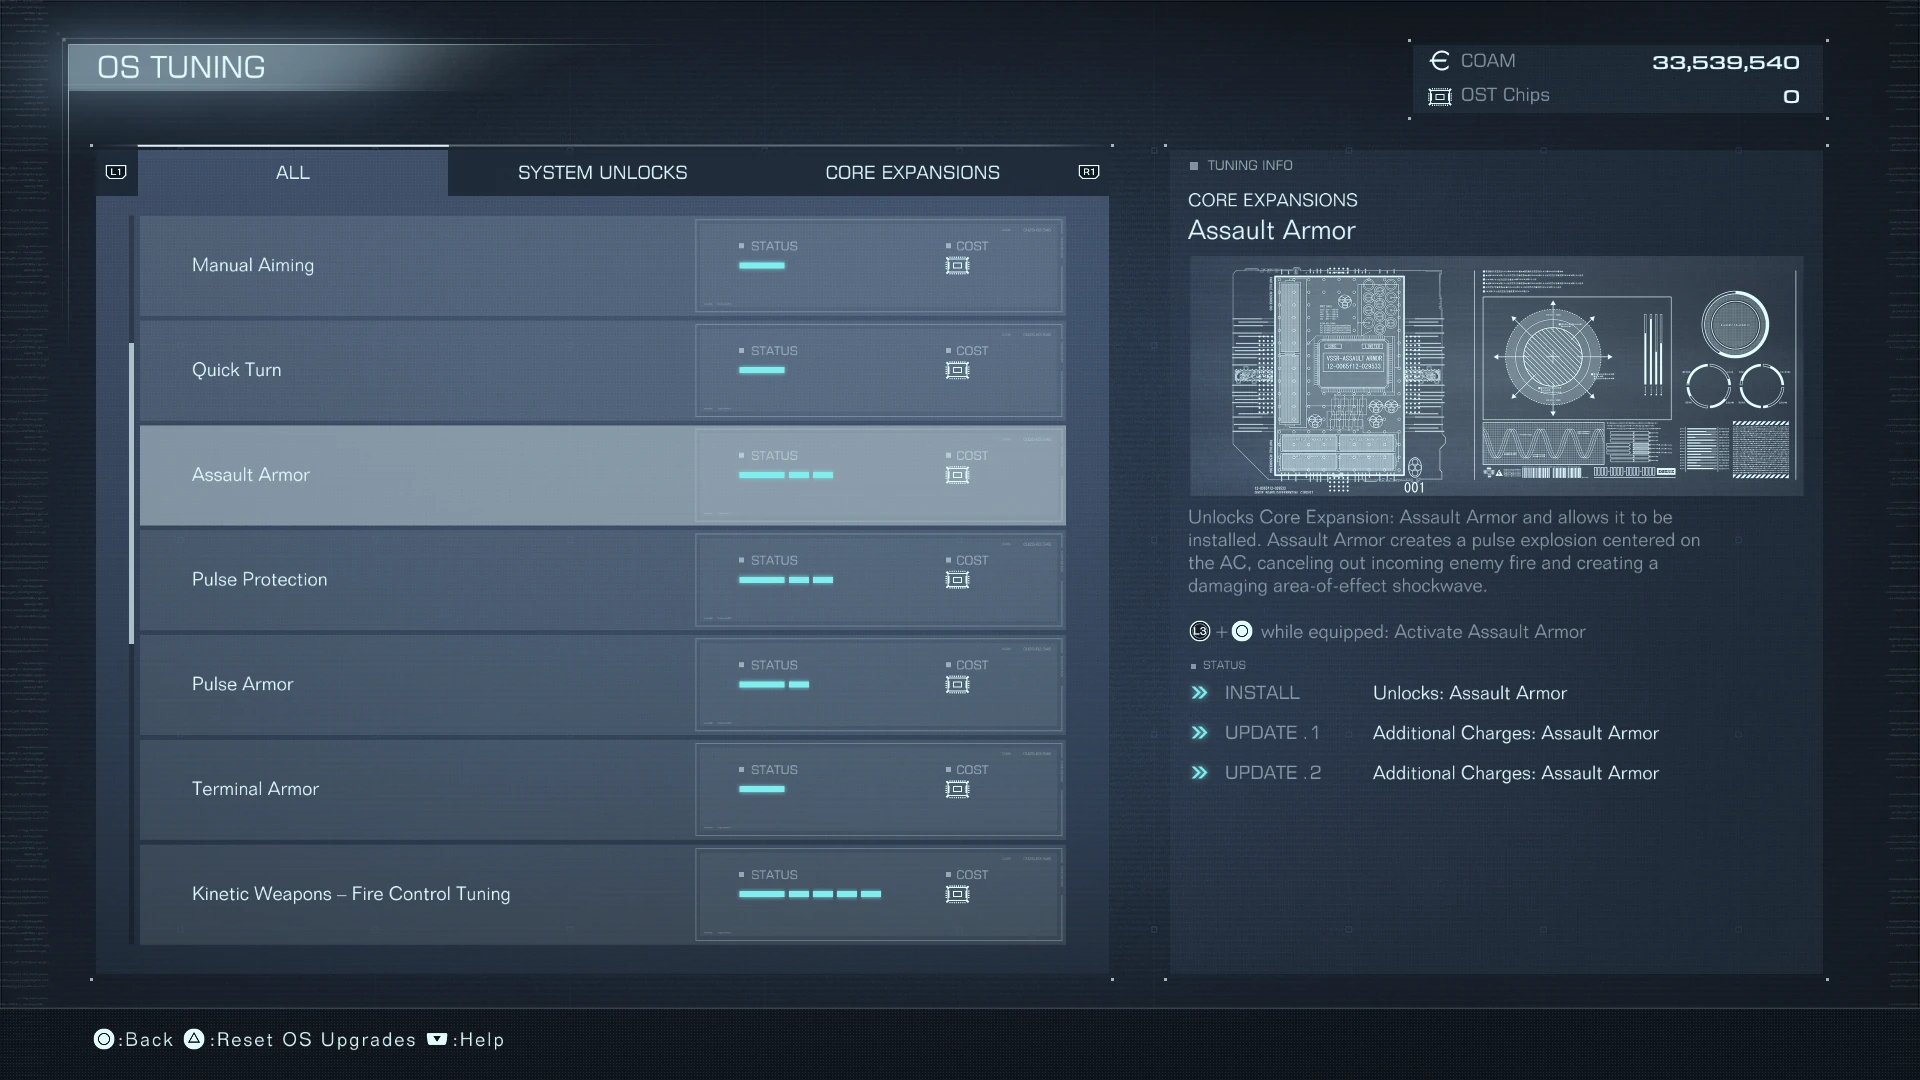 OS TUNING
COAM 33,539,540
OST Chips 0
L1 ALL SYSTEM UNLOCKS CORE EXPANSIONS R1
Manual Aiming
STATUS COST
Quick Turn
STATUS COST
Assault Armor
STATUS COST
Pulse Protection
STATUS COST
Pulse Armor
STATUS COST
Terminal Armor
STATUS COST
Kinetic Weapons – Fire Control Tuning
STATUS COST
TUNING INFO
CORE EXPANSIONS
Assault Armor
VSSR-ASSAULT ARMOR
001
Unlocks Core Expansion: Assault Armor and allows it to be
installed. Assault Armor creates a pulse explosion centered on
the AC, canceling out incoming enemy fire and creating a
damaging area-of-effect shockwave.
L3 + while equipped: Activate Assault Armor
STATUS
INSTALL Unlocks: Assault Armor
UPDATE .1 Additional Charges: Assault Armor
UPDATE .2 Additional Charges: Assault Armor
:Back :Reset OS Upgrades :Help